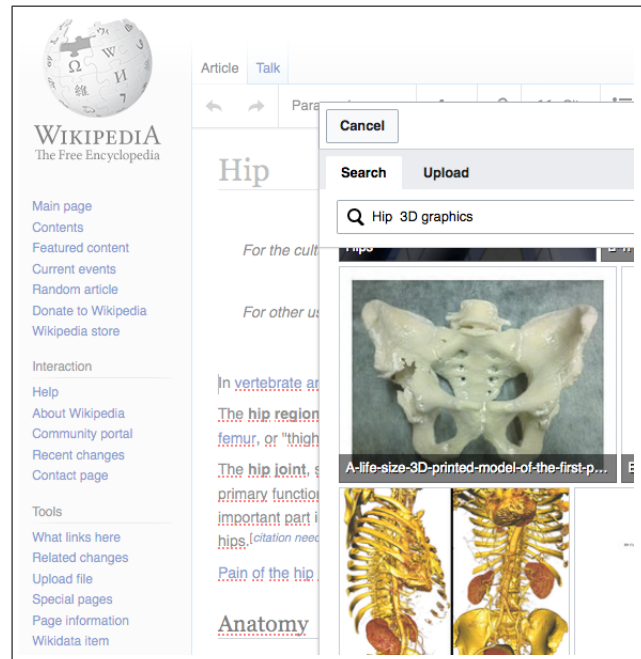 Ω
W
И
維
7
WIKIPEDIA
The Free Encyclopedia
Main page
Contents
Featured content
Current events
Random article
Donate to Wikipedia
Wikipedia store
Interaction
Help
About Wikipedia
Community portal
Recent changes
Contact page
Tools
What links here
Related changes
Upload file
Special pages
Page information
Wikidata item
Article Talk
Cancel
Search Upload
Hip 3D graphics
Hips
A-life-size-3D-printed-model-of-the-first-p...
Hip
For the
For other
In vertebrate
The hip region
femur, or "thigh
The hip joint,
primary function
important part
hips.[citation
Pain of the hip
Anatomy